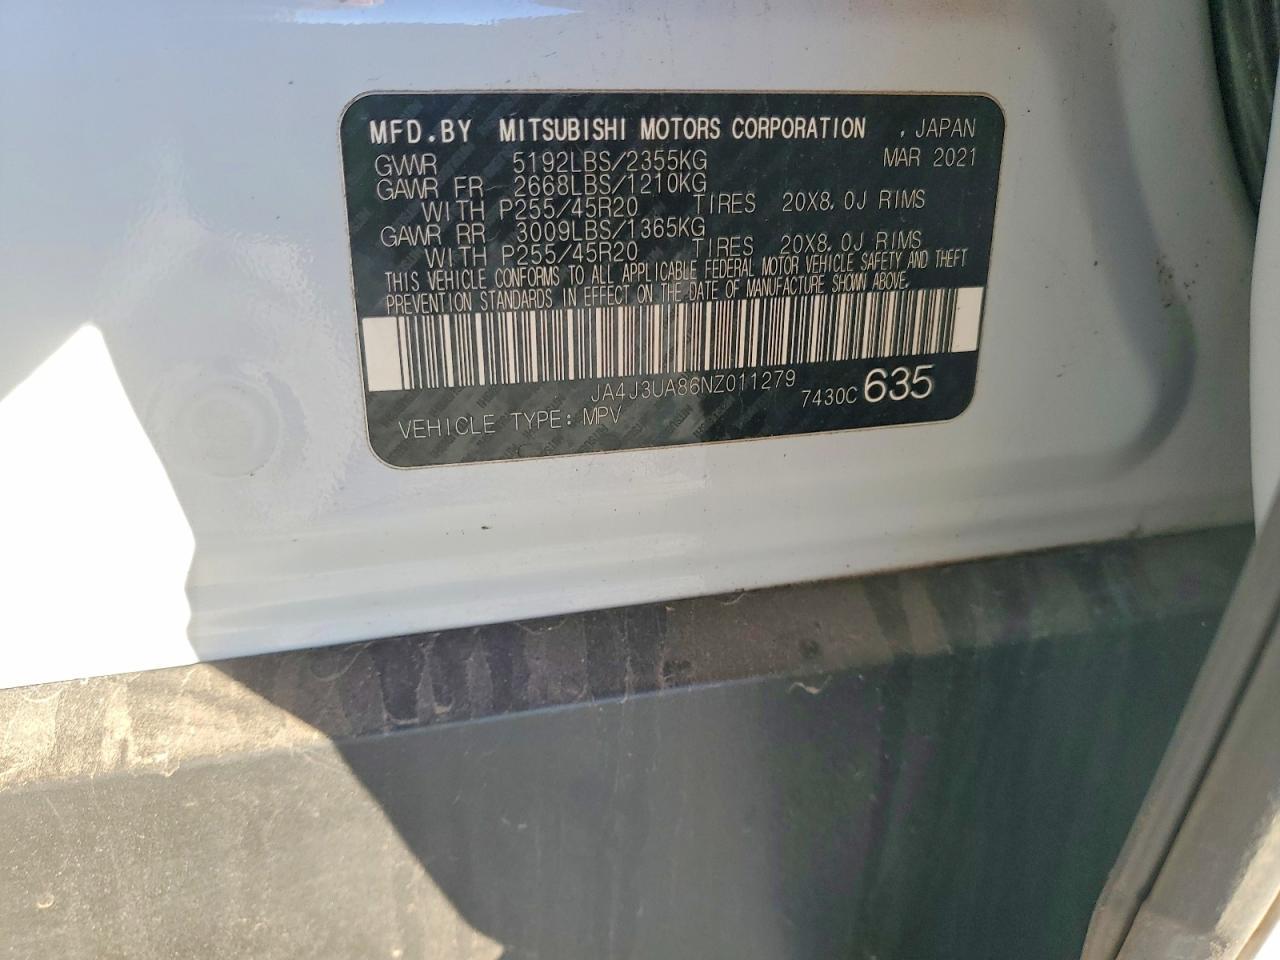 MFD.BY MITSUBISHI MOTORS CORPORATION , JAPAN
GVWR 5192LBS/2355KG MAR 2021
GAWR FR 2668LBS/1210KG
WITH P255/45R20 TIRES 20X8.0J RIMS
GAWR RR 3009LBS/1365KG
WITH P255/45R20 TIRES 20X8.0J RIMS
THIS VEHICLE CONFORMS TO ALL APPLICABLE FEDERAL MOTOR VEHICLE SAFETY AND THEFT
PREVENTION STANDARDS IN EFFECT ON THE DATE OF MANUFACTURE SHOWN ABOVE.
JA4J3UA86NZ011279 7430C 635
VEHICLE TYPE: MPV